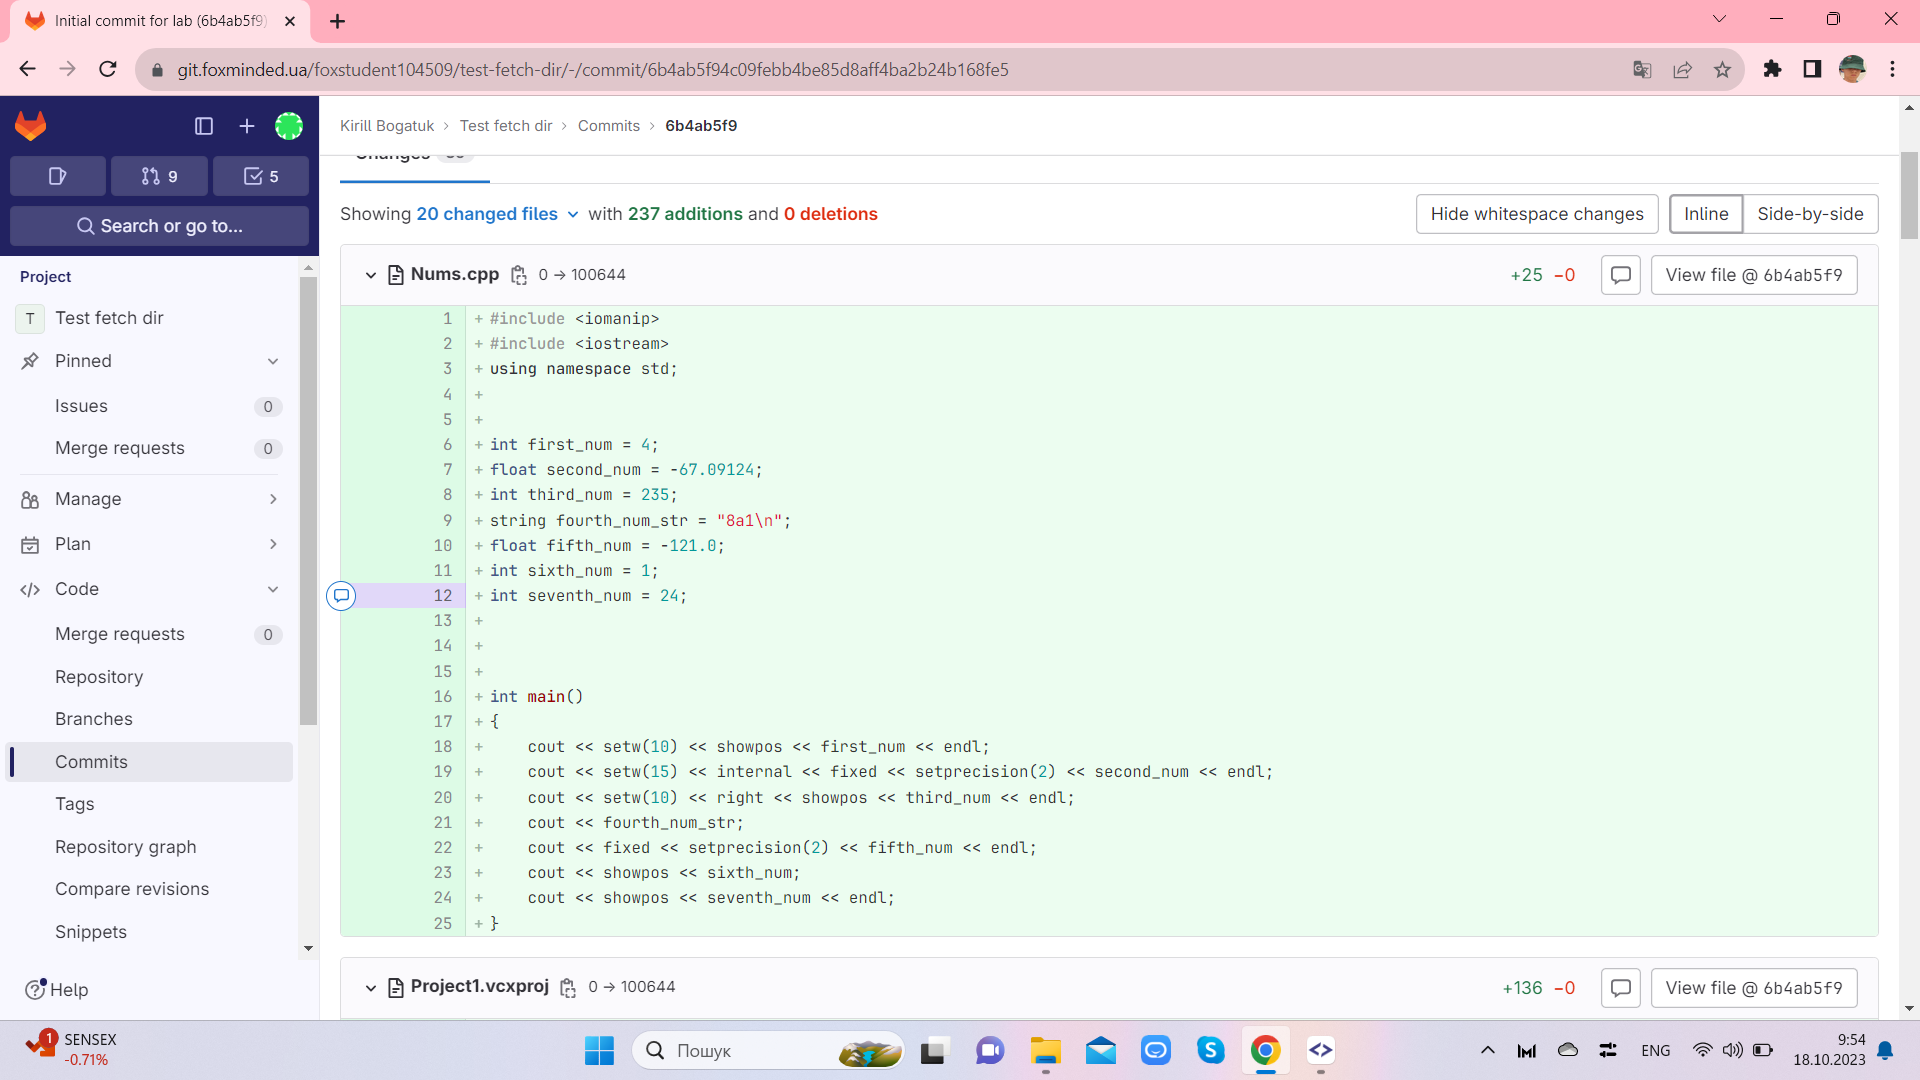 Initial commit for lab (6b4ab5f9)
git.foxminded.ua/foxstudent104509/test-fetch-dir/-/commit/6b4ab5f94c09febb4be85d8aff4ba2b24b168fe5
9
5
Search or go to...
Project
T Test fetch dir
Pinned
Issues 0
Merge requests 0
Manage
Plan
Code
Merge requests 0
Repository
Branches
Commits
Tags
Repository graph
Compare revisions
Snippets
Help
Kirill Bogatuk › Test fetch dir › Commits › 6b4ab5f9
Changes
Showing 20 changed files with 237 additions and 0 deletions
Hide whitespace changes
Inline
Side-by-side
Nums.cpp 0 → 100644
+25 −0
View file @ 6b4ab5f9
1 + #include <iomanip>
2 + #include <iostream>
3 + using namespace std;
4 +
5 +
6 + int first_num = 4;
7 + float second_num = -67.09124;
8 + int third_num = 235;
9 + string fourth_num_str = "8a1\n";
10 + float fifth_num = -121.0;
11 + int sixth_num = 1;
12 + int seventh_num = 24;
13 +
14 +
15 +
16 + int main()
17 + {
18 + cout << setw(10) << showpos << first_num << endl;
19 + cout << setw(15) << internal << fixed << setprecision(2) << second_num << endl;
20 + cout << setw(10) << right << showpos << third_num << endl;
21 + cout << fourth_num_str;
22 + cout << fixed << setprecision(2) << fifth_num << endl;
23 + cout << showpos << sixth_num;
24 + cout << showpos << seventh_num << endl;
25 + }
Project1.vcxproj 0 → 100644
+136 −0
View file @ 6b4ab5f9
1
SENSEX
-0.71%
Пошук
ENG
9:54
18.10.2023